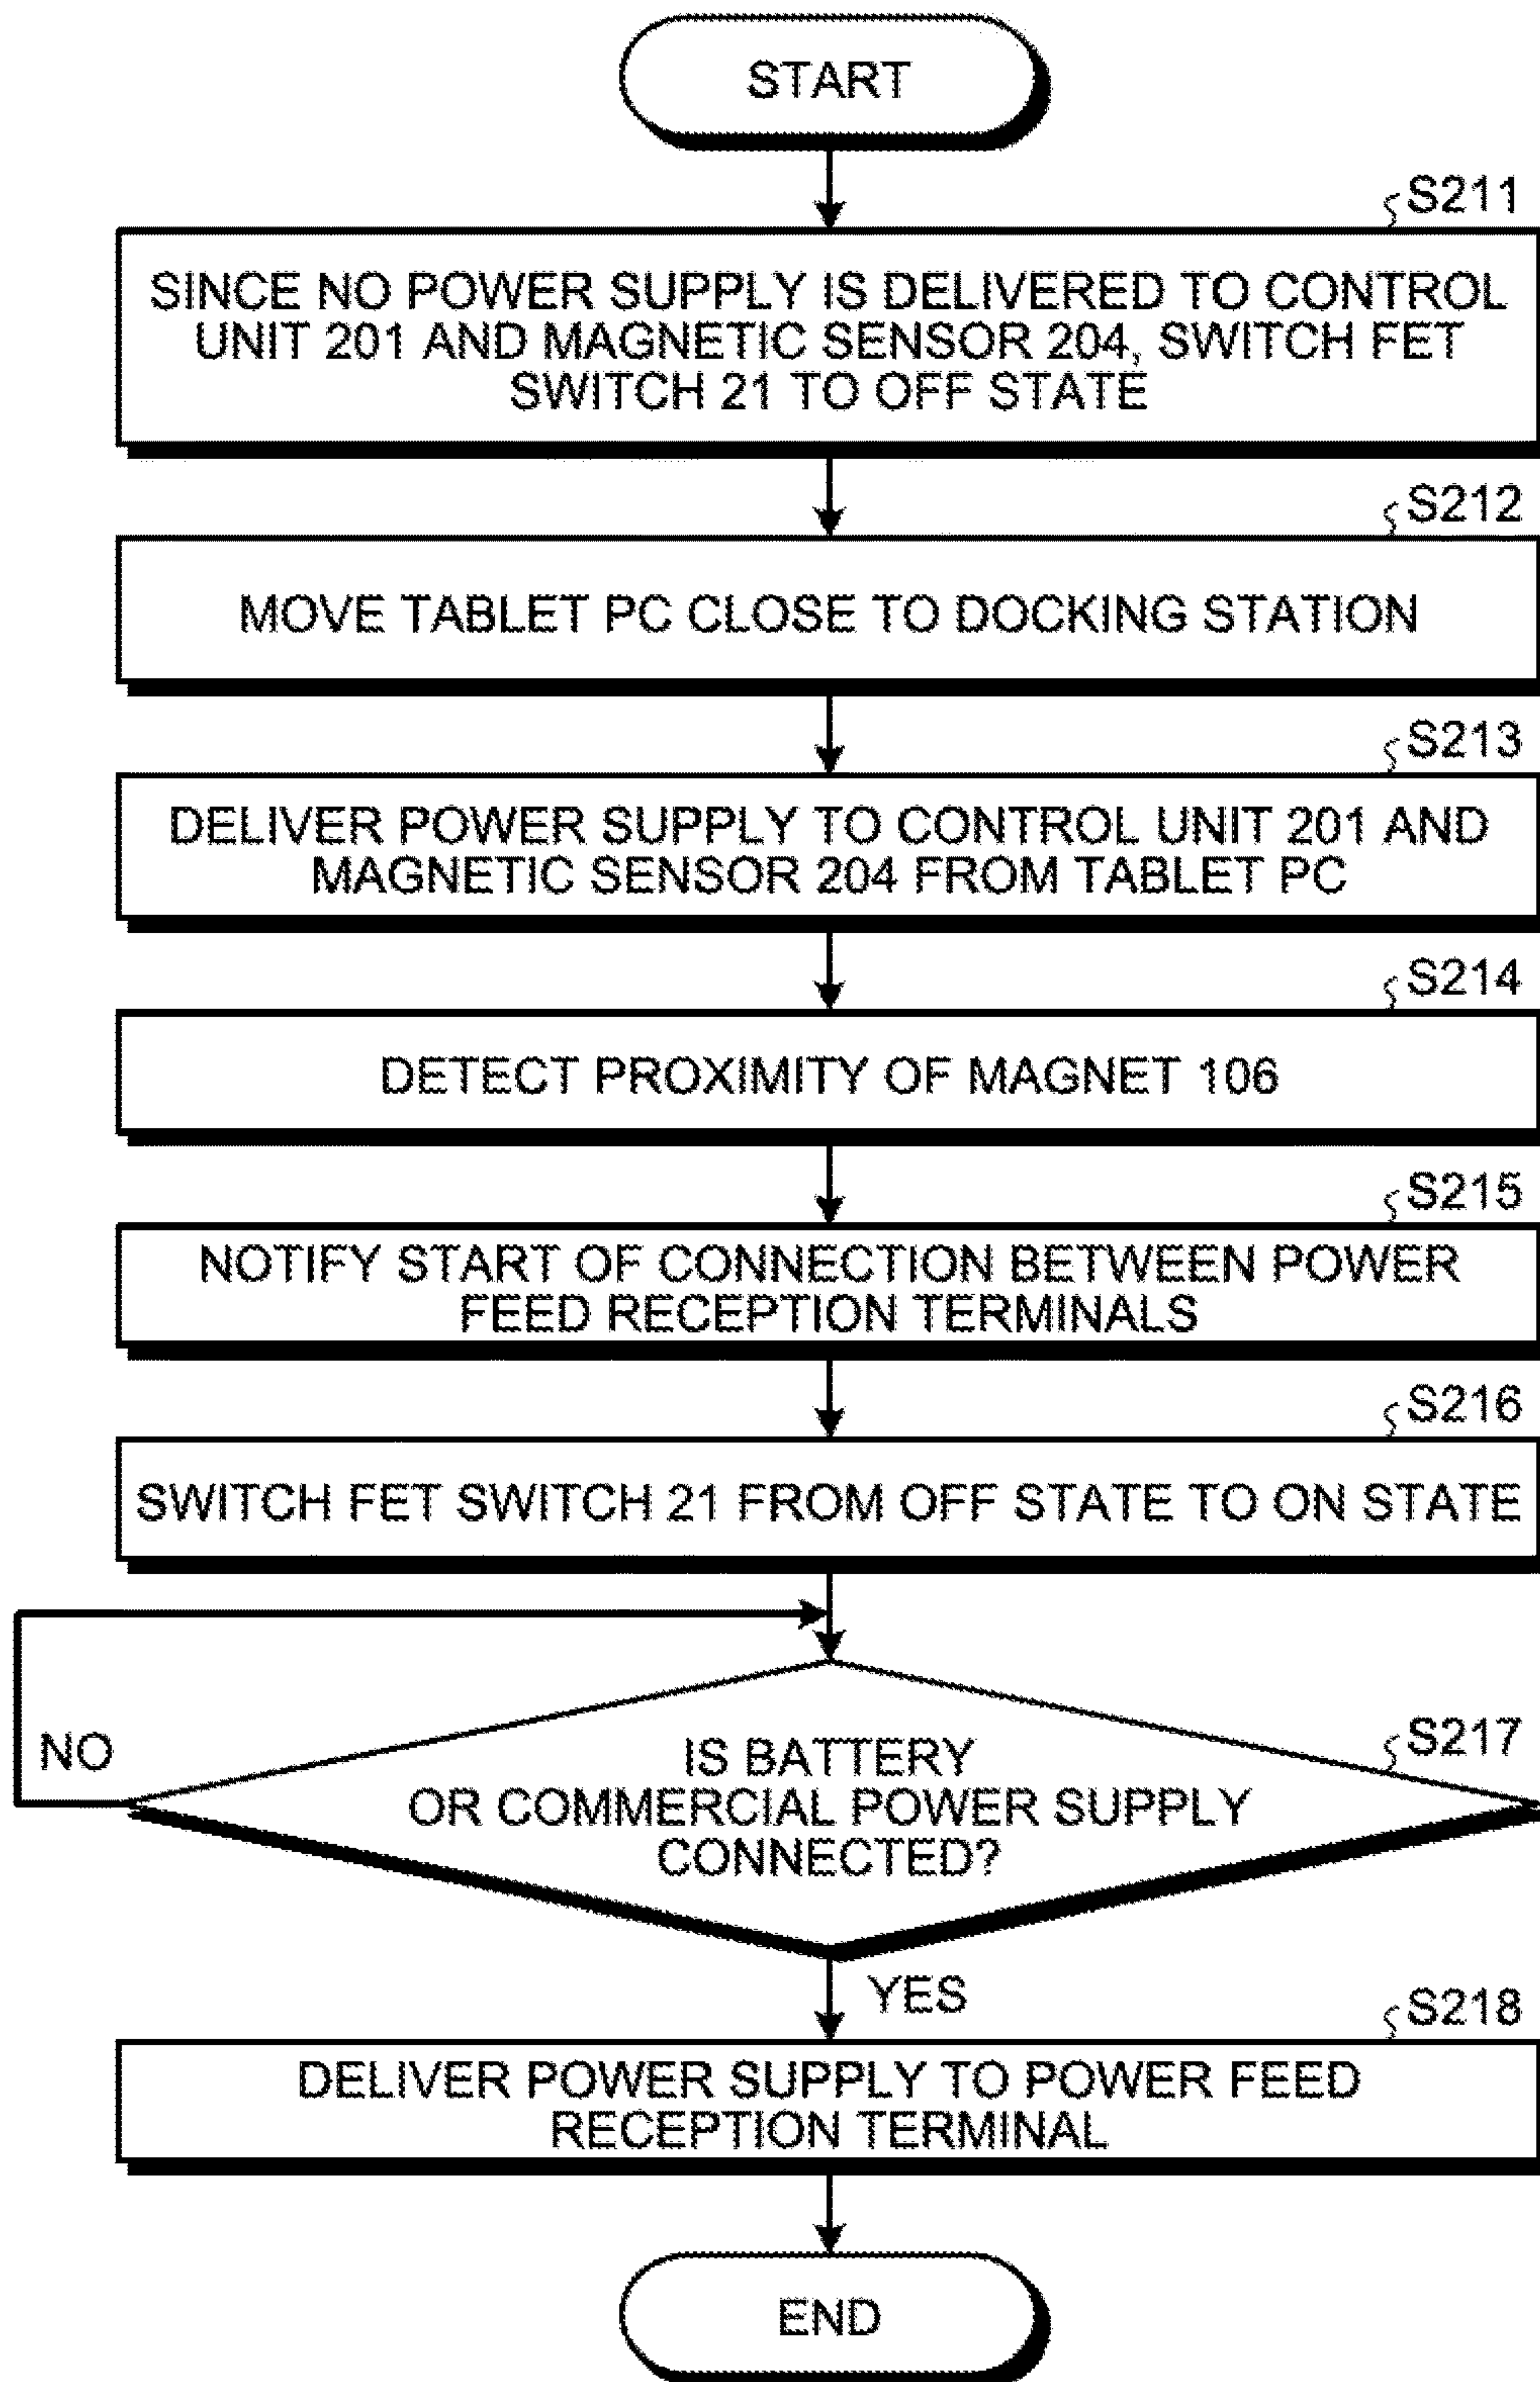 START
S211
SINCE NO POWER SUPPLY IS DELIVERED TO CONTROL
UNIT 201 AND MAGNETIC SENSOR 204, SWITCH FET
SWITCH 21 TO OFF STATE
S212
MOVE TABLET PC CLOSE TO DOCKING STATION
S213
DELIVER POWER SUPPLY TO CONTROL UNIT 201 AND
MAGNETIC SENSOR 204 FROM TABLET PC
S214
DETECT PROXIMITY OF MAGNET 106
S215
NOTIFY START OF CONNECTION BETWEEN POWER
FEED RECEPTION TERMINALS
S216
SWITCH FET SWITCH 21 FROM OFF STATE TO ON STATE
S217
NO
IS BATTERY
OR COMMERCIAL POWER SUPPLY
CONNECTED?
YES
S218
DELIVER POWER SUPPLY TO POWER FEED
RECEPTION TERMINAL
END